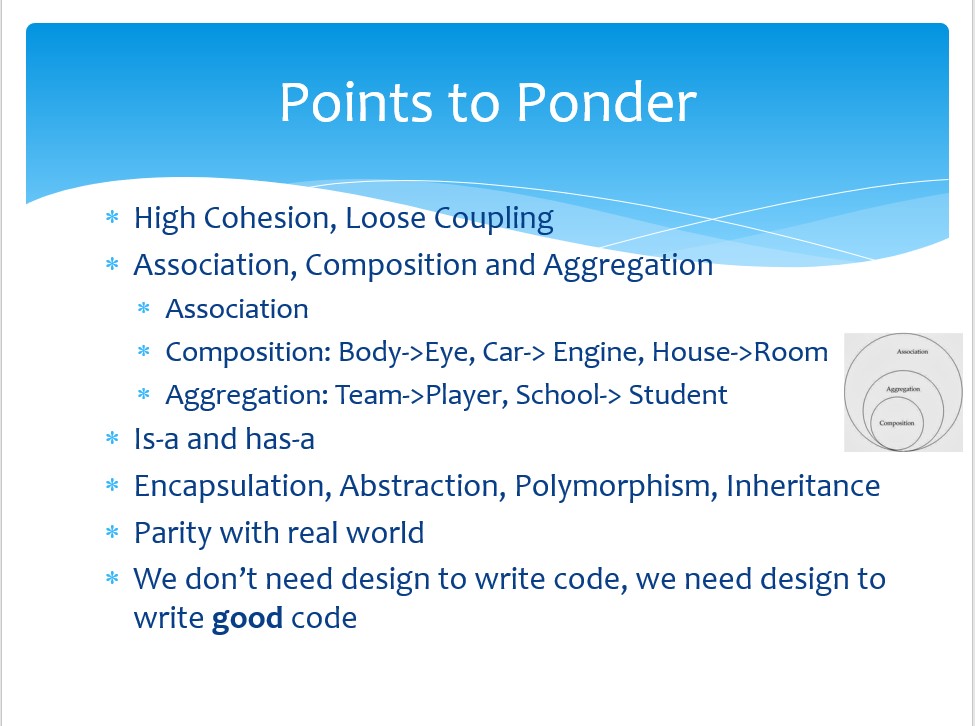 Points to Ponder
* High Cohesion, Loose Coupling
* Association, Composition and Aggregation
* Association
* Composition: Body->Eye, Car-> Engine, House->Room
* Aggregation: Team->Player, School-> Student
Association
Aggregation
Composition
* Is-a and has-a
* Encapsulation, Abstraction, Polymorphism, Inheritance
* Parity with real world
* We don’t need design to write code, we need design to
write good code